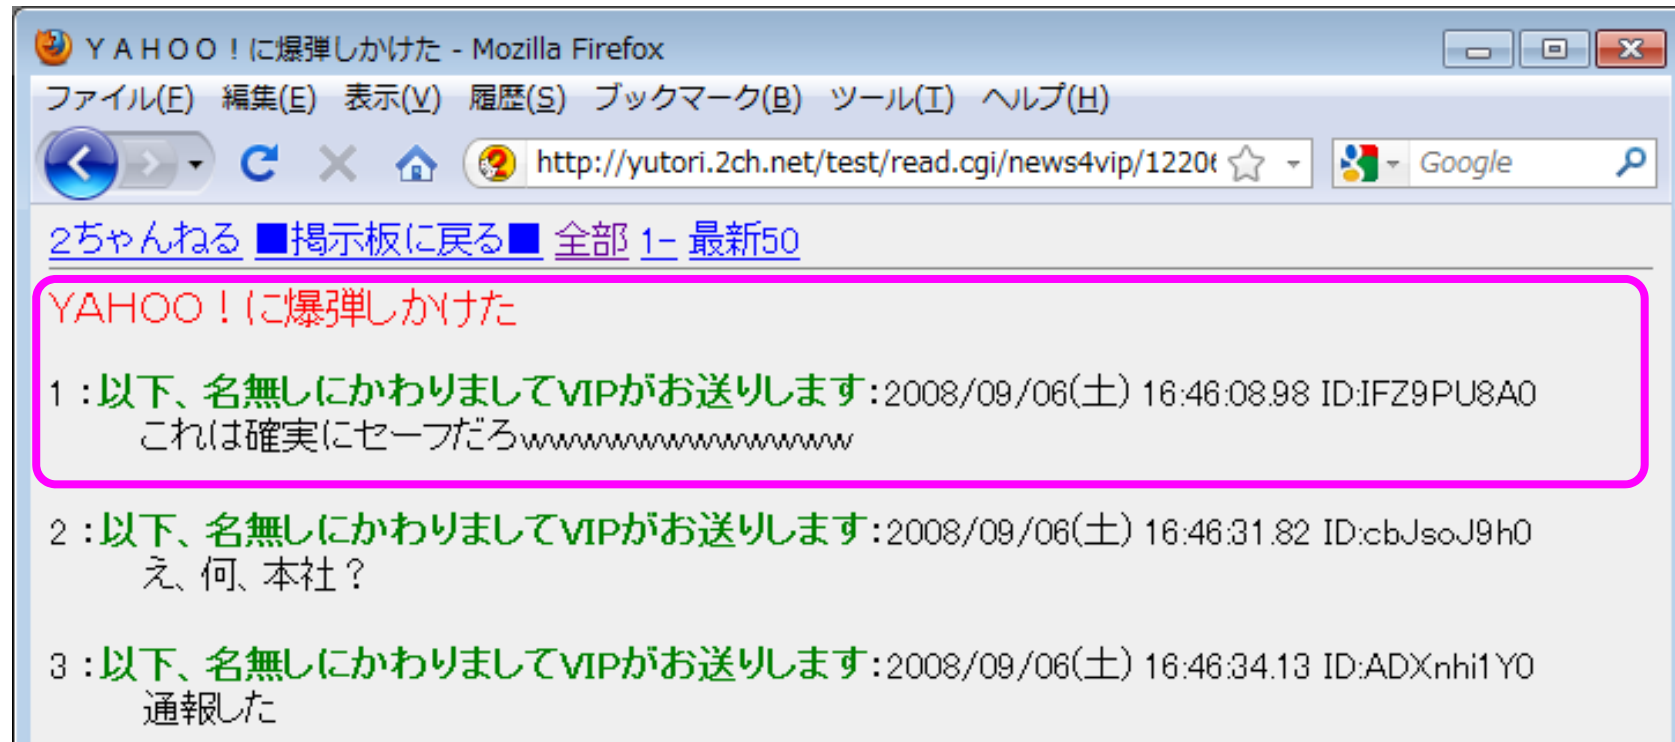 ＹＡＨＯＯ！に爆弾しかけた - Mozilla Firefox
ファイル(F) 編集(E) 表示(V) 履歴(S) ブックマーク(B) ツール(T) ヘルプ(H)
http://yutori.2ch.net/test/read.cgi/news4vip/1220 Google
2ちゃんねる ■掲示板に戻る■ 全部 1- 最新50
ＹＡＨＯＯ！に爆弾しかけた
1 ：以下、名無しにかわりましてVIPがお送りします：2008/09/06(土) 16:46:08.98 ID:IFZ9PU8A0
これは確実にセーフだろwwwwwwwwwwwwww
2 ：以下、名無しにかわりましてVIPがお送りします：2008/09/06(土) 16:46:31.82 ID:cbJsoJ9h0
え、何、本社？
3 ：以下、名無しにかわりましてVIPがお送りします：2008/09/06(土) 16:46:34.13 ID:ADXnhi1Y0
通報した